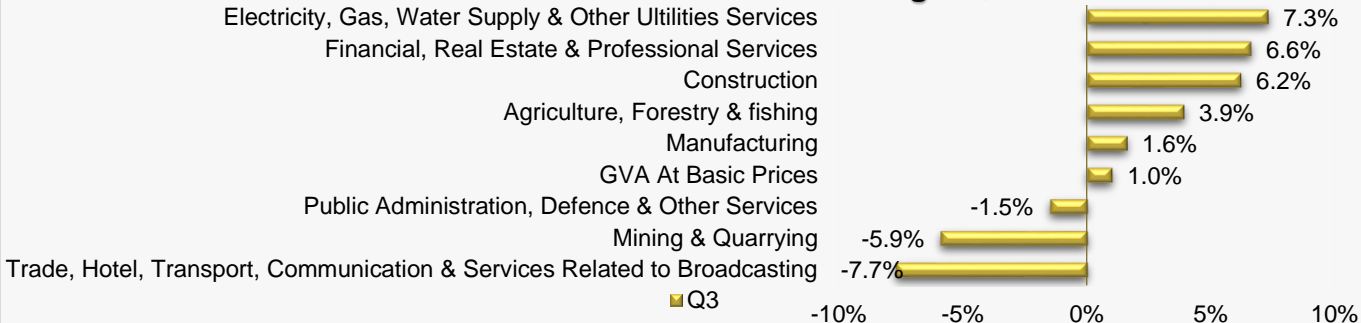 Electricity, Gas, Water Supply & Other Ultilities Services 7.3%
Financial, Real Estate & Professional Services 6.6%
Construction 6.2%
Agriculture, Forestry & fishing 3.9%
Manufacturing 1.6%
GVA At Basic Prices 1.0%
Public Administration, Defence & Other Services -1.5%
Mining & Quarrying -5.9%
Trade, Hotel, Transport, Communication & Services Related to Broadcasting -7.7%
Q3
-10% -5% 0% 5% 10%